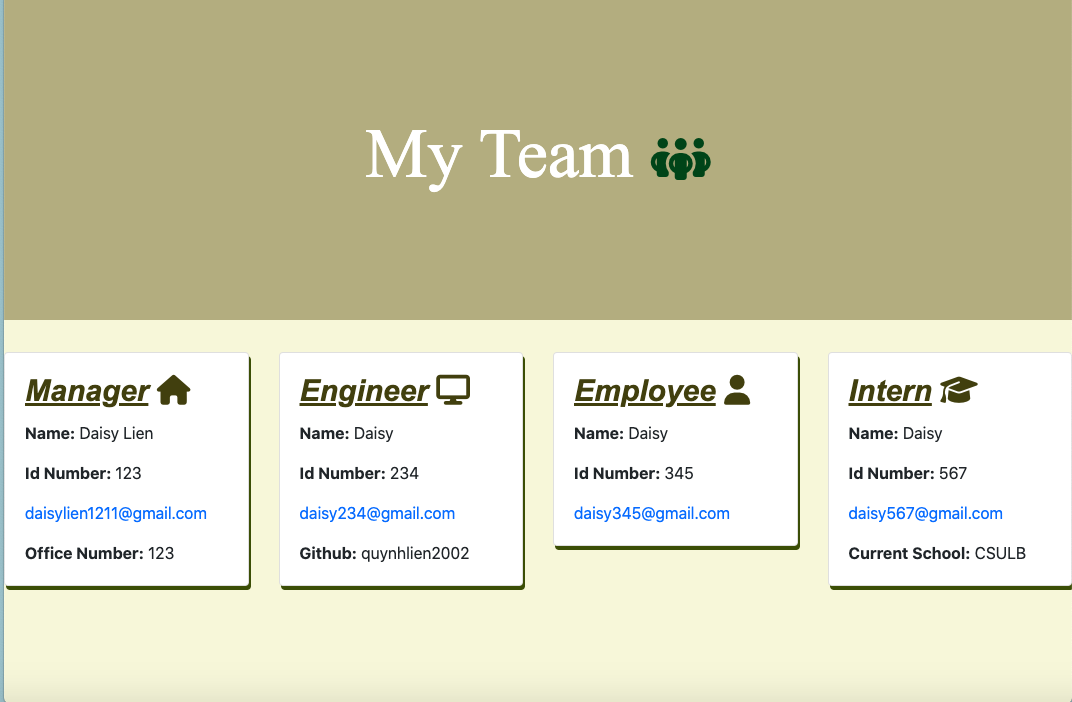 My Team
Manager
Name: Daisy Lien
Id Number: 123
daisylien1211@gmail.com
Office Number: 123
Engineer
Name: Daisy
Id Number: 234
daisy234@gmail.com
Github: quynhlien2002
Employee
Name: Daisy
Id Number: 345
daisy345@gmail.com
Intern
Name: Daisy
Id Number: 567
daisy567@gmail.com
Current School: CSULB